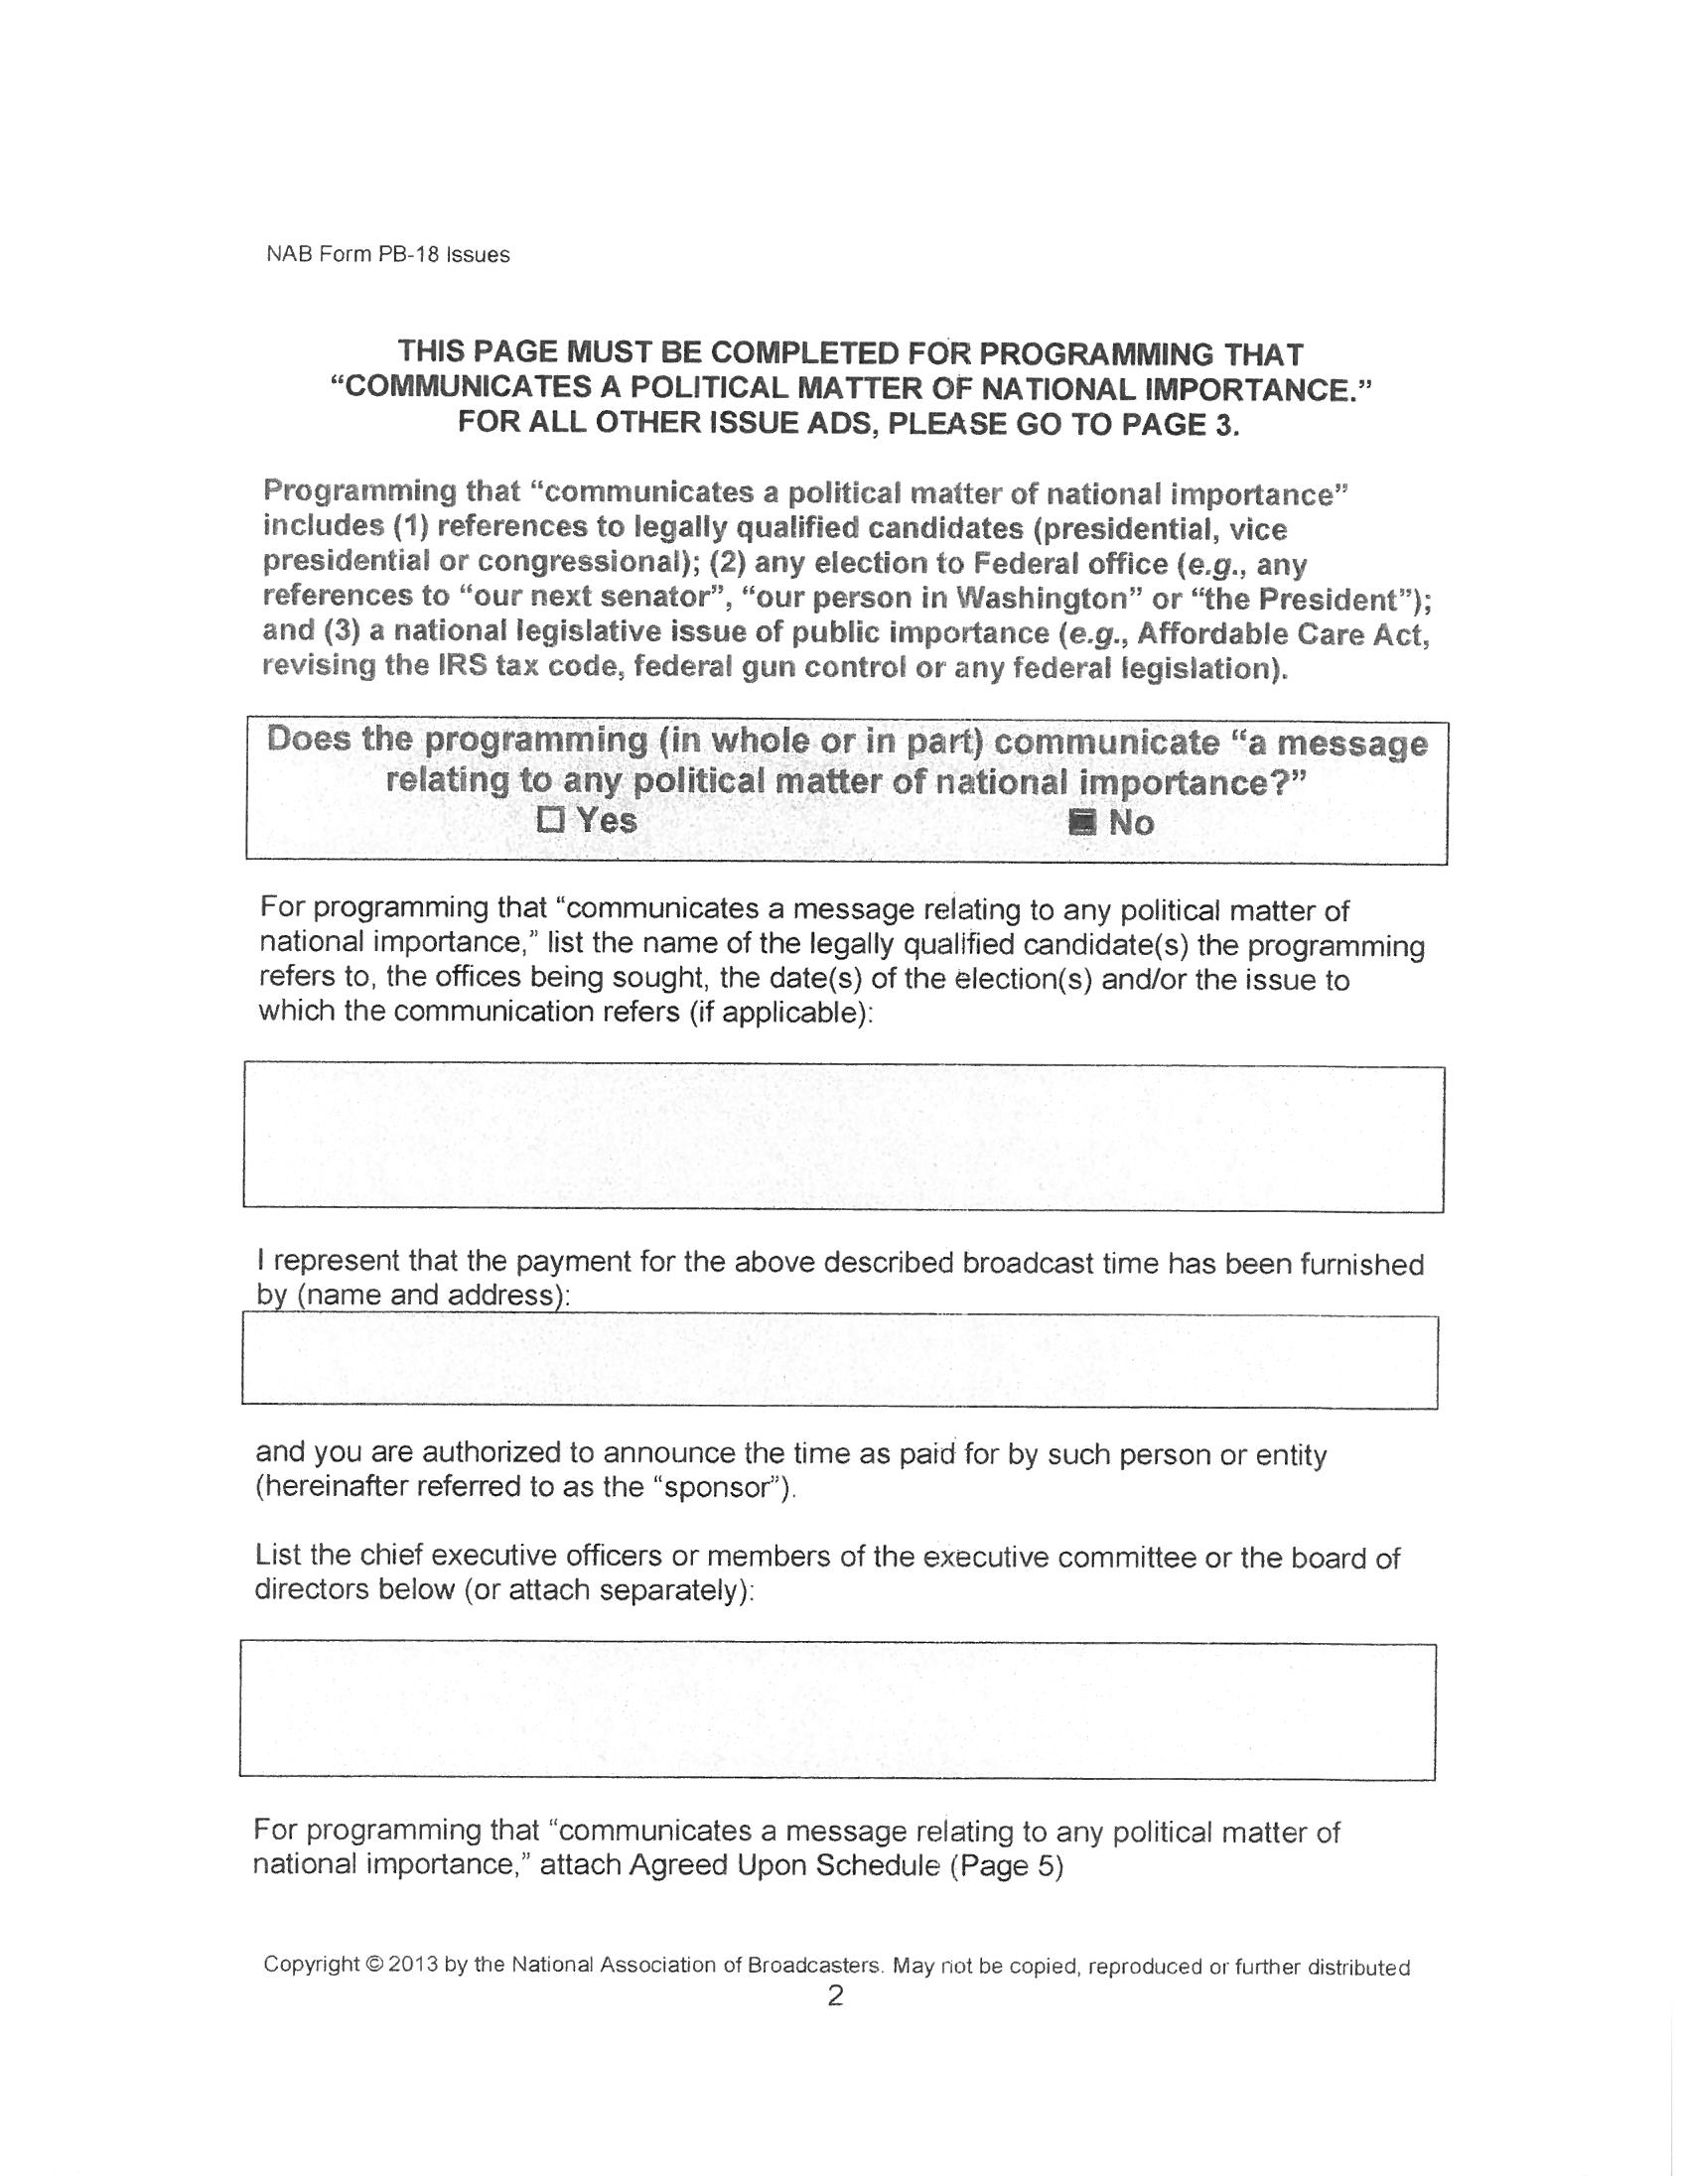 NAB Form PB-18 Issues
THIS PAGE MUST BE COMPLETED FOR PROGRAMMING THAT
“COMMUNICATES A POLITICAL MATTER OF NATIONAL IMPORTANCE.”
FOR ALL OTHER ISSUE ADS, PLEASE GO TO PAGE 3.
Programming that “communicates a political matter of national importance”
includes (1) references to legally qualified candidates (presidential, vice
presidential or congressional); (2) any election to Federal office (e.g., any
references to “our next senator”, “our person in Washington” or “the President”);
and (3) a national legislative issue of public importance (e.g., Affordable Care Act,
revising the IRS tax code, federal gun control or any federal legislation).
Does the programming (in whole or in part) communicate “a message
relating to any political matter of national importance?”
☐ Yes ■ No
For programming that “communicates a message relating to any political matter of
national importance,” list the name of the legally qualified candidate(s) the programming
refers to, the offices being sought, the date(s) of the election(s) and/or the issue to
which the communication refers (if applicable):
I represent that the payment for the above described broadcast time has been furnished
by (name and address):
and you are authorized to announce the time as paid for by such person or entity
(hereinafter referred to as the “sponsor”).
List the chief executive officers or members of the executive committee or the board of
directors below (or attach separately):
For programming that “communicates a message relating to any political matter of
national importance,” attach Agreed Upon Schedule (Page 5)
Copyright © 2013 by the National Association of Broadcasters. May not be copied, reproduced or further distributed
2